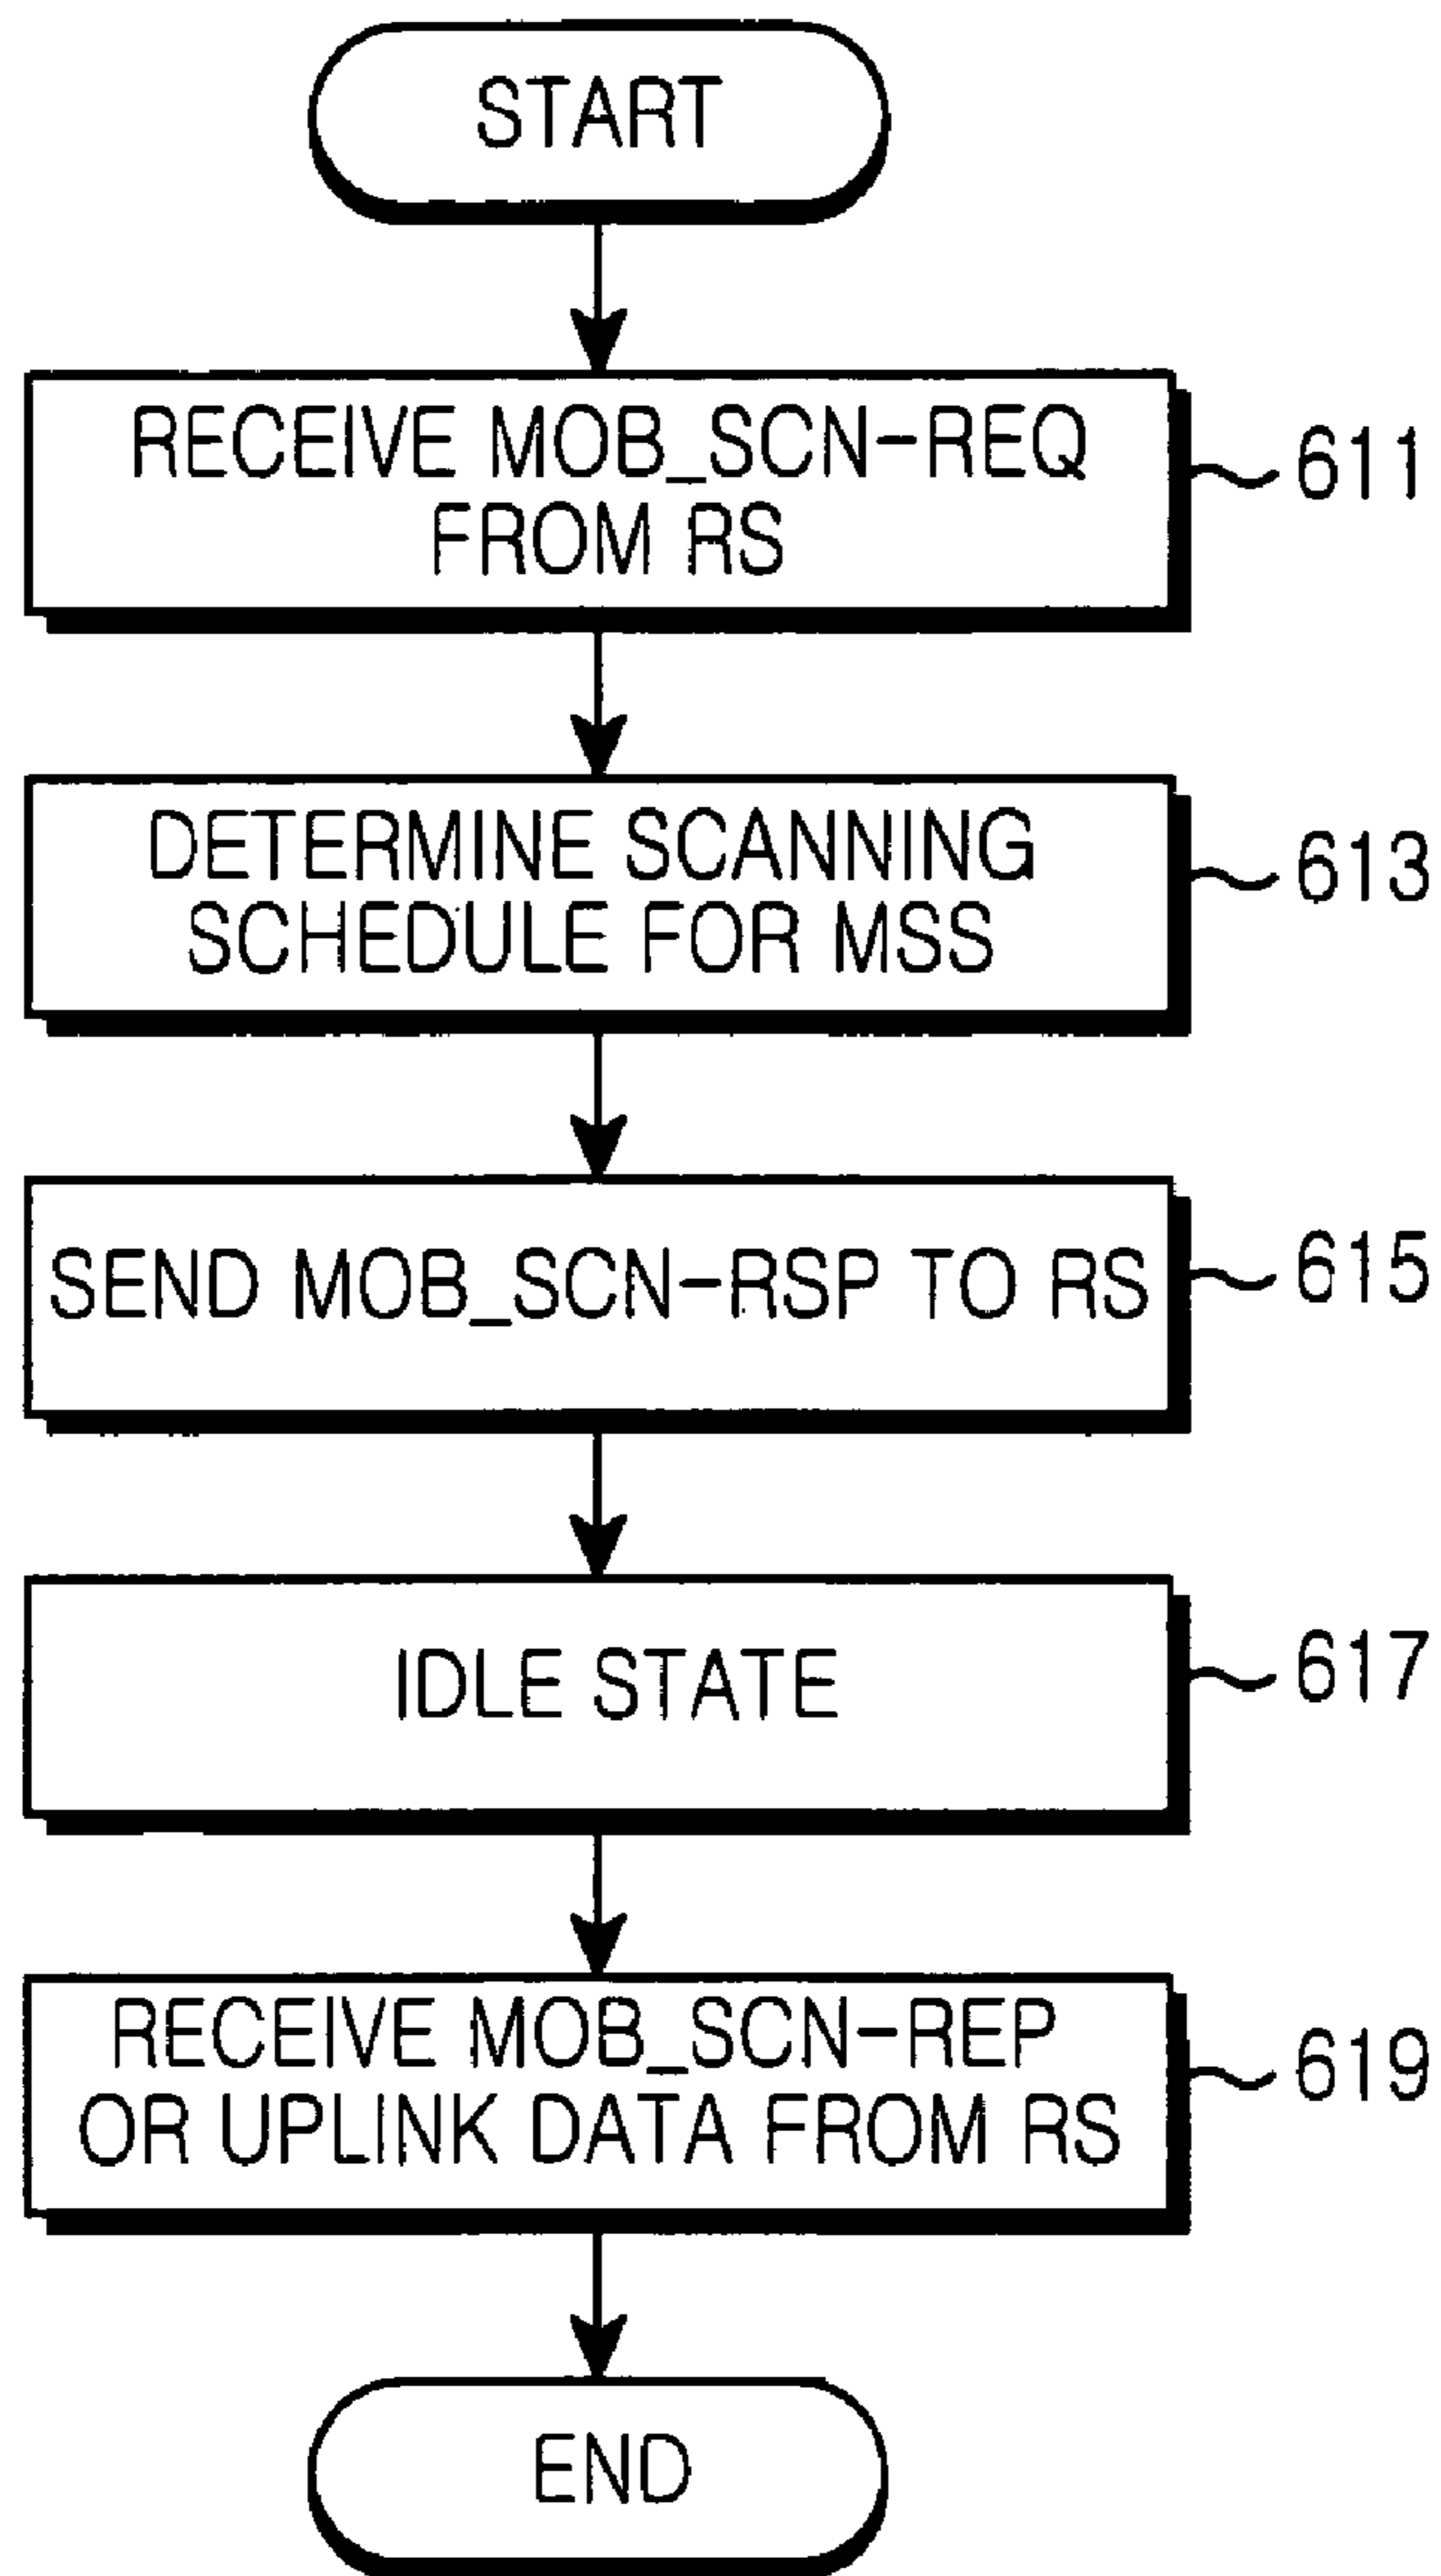 START
RECEIVE MOB_SCN-REQ
FROM RS
611
DETERMINE SCANNING
SCHEDULE FOR MSS
613
SEND MOB_SCN-RSP TO RS
615
IDLE STATE
617
RECEIVE MOB_SCN-REP
OR UPLINK DATA FROM RS
619
END